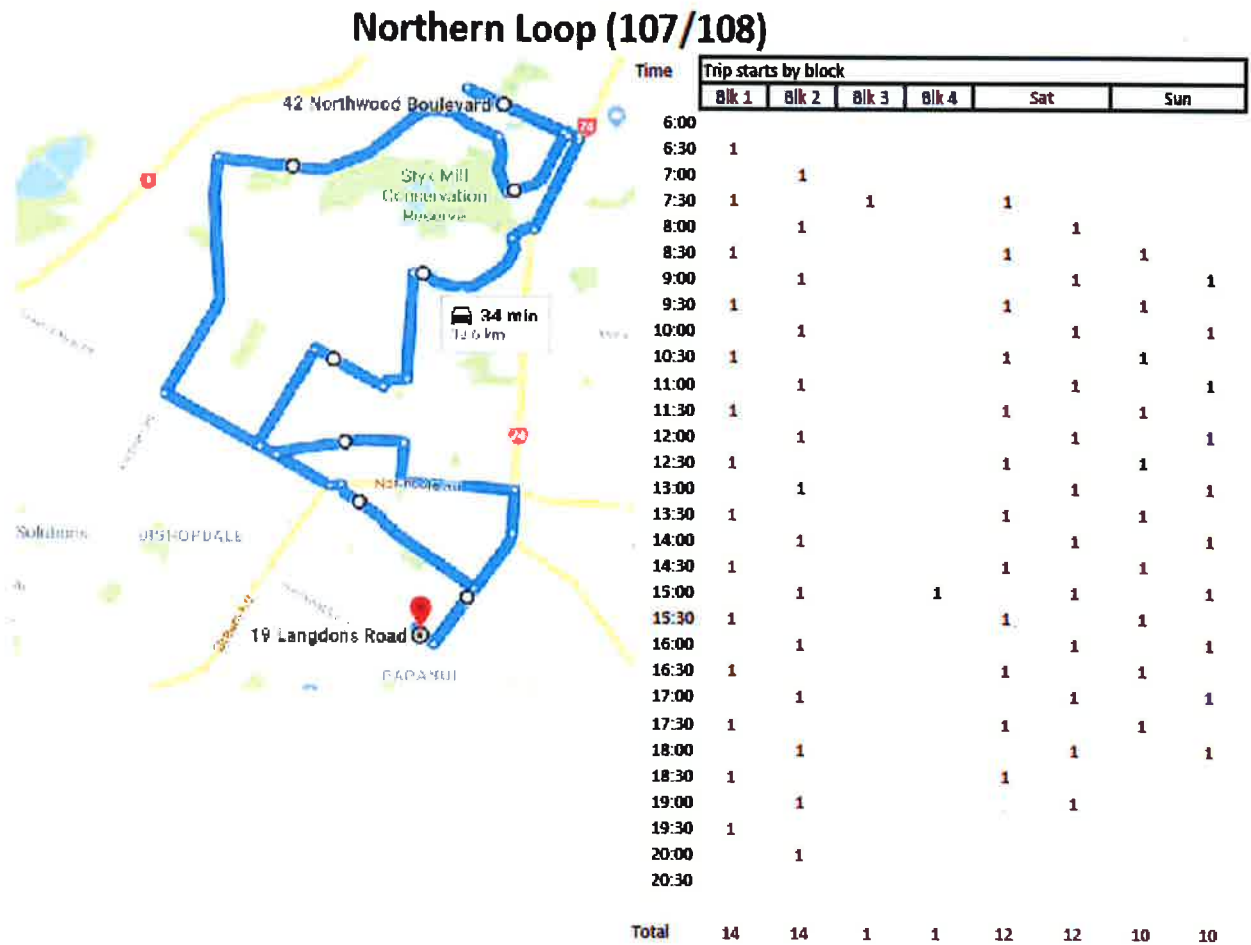 Northern Loop (107/108)
42 Northwood Boulevard
74
Styx Mill
Conservation
Reserve
34 min
74
BISHOPDALE
19 Langdons Road
PAPANUI
Time Trip starts by block
Blk 1 Blk 2 Blk 3 Blk 4 Sat Sun
6:00
6:30 1
7:00 1
7:30 1 1 1
8:00 1 1
8:30 1 1 1
9:00 1 1 1
9:30 1 1 1
10:00 1 1 1
10:30 1 1 1
11:00 1 1 1
11:30 1 1 1
12:00 1 1 1
12:30 1 1 1
13:00 1 1 1
13:30 1 1 1
14:00 1 1 1
14:30 1 1 1
15:00 1 1 1 1
15:30 1 1 1
16:00 1 1 1
16:30 1 1 1
17:00 1 1 1
17:30 1 1 1
18:00 1 1 1
18:30 1 1
19:00 1 1
19:30 1
20:00 1
20:30
Total 14 14 1 1 12 12 10 10